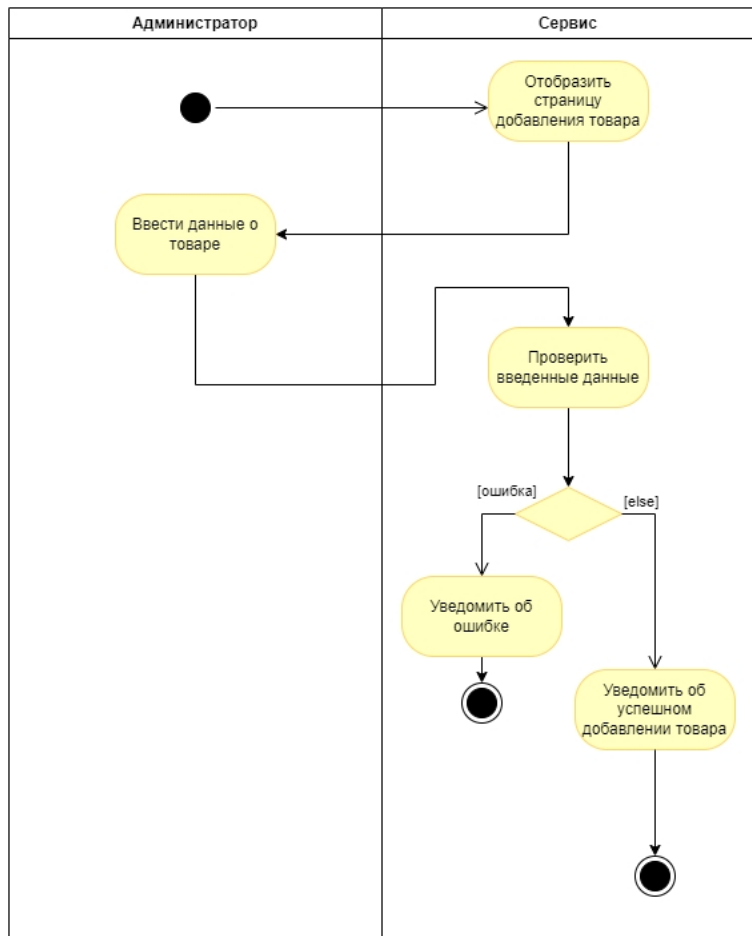 Администратор
Сервис
Отобразить
страницу
добавления товара
Ввести данные о
товаре
Проверить
введенные данные
[ошибка]
[else]
Уведомить об
ошибке
Уведомить об
успешном
добавлении товара